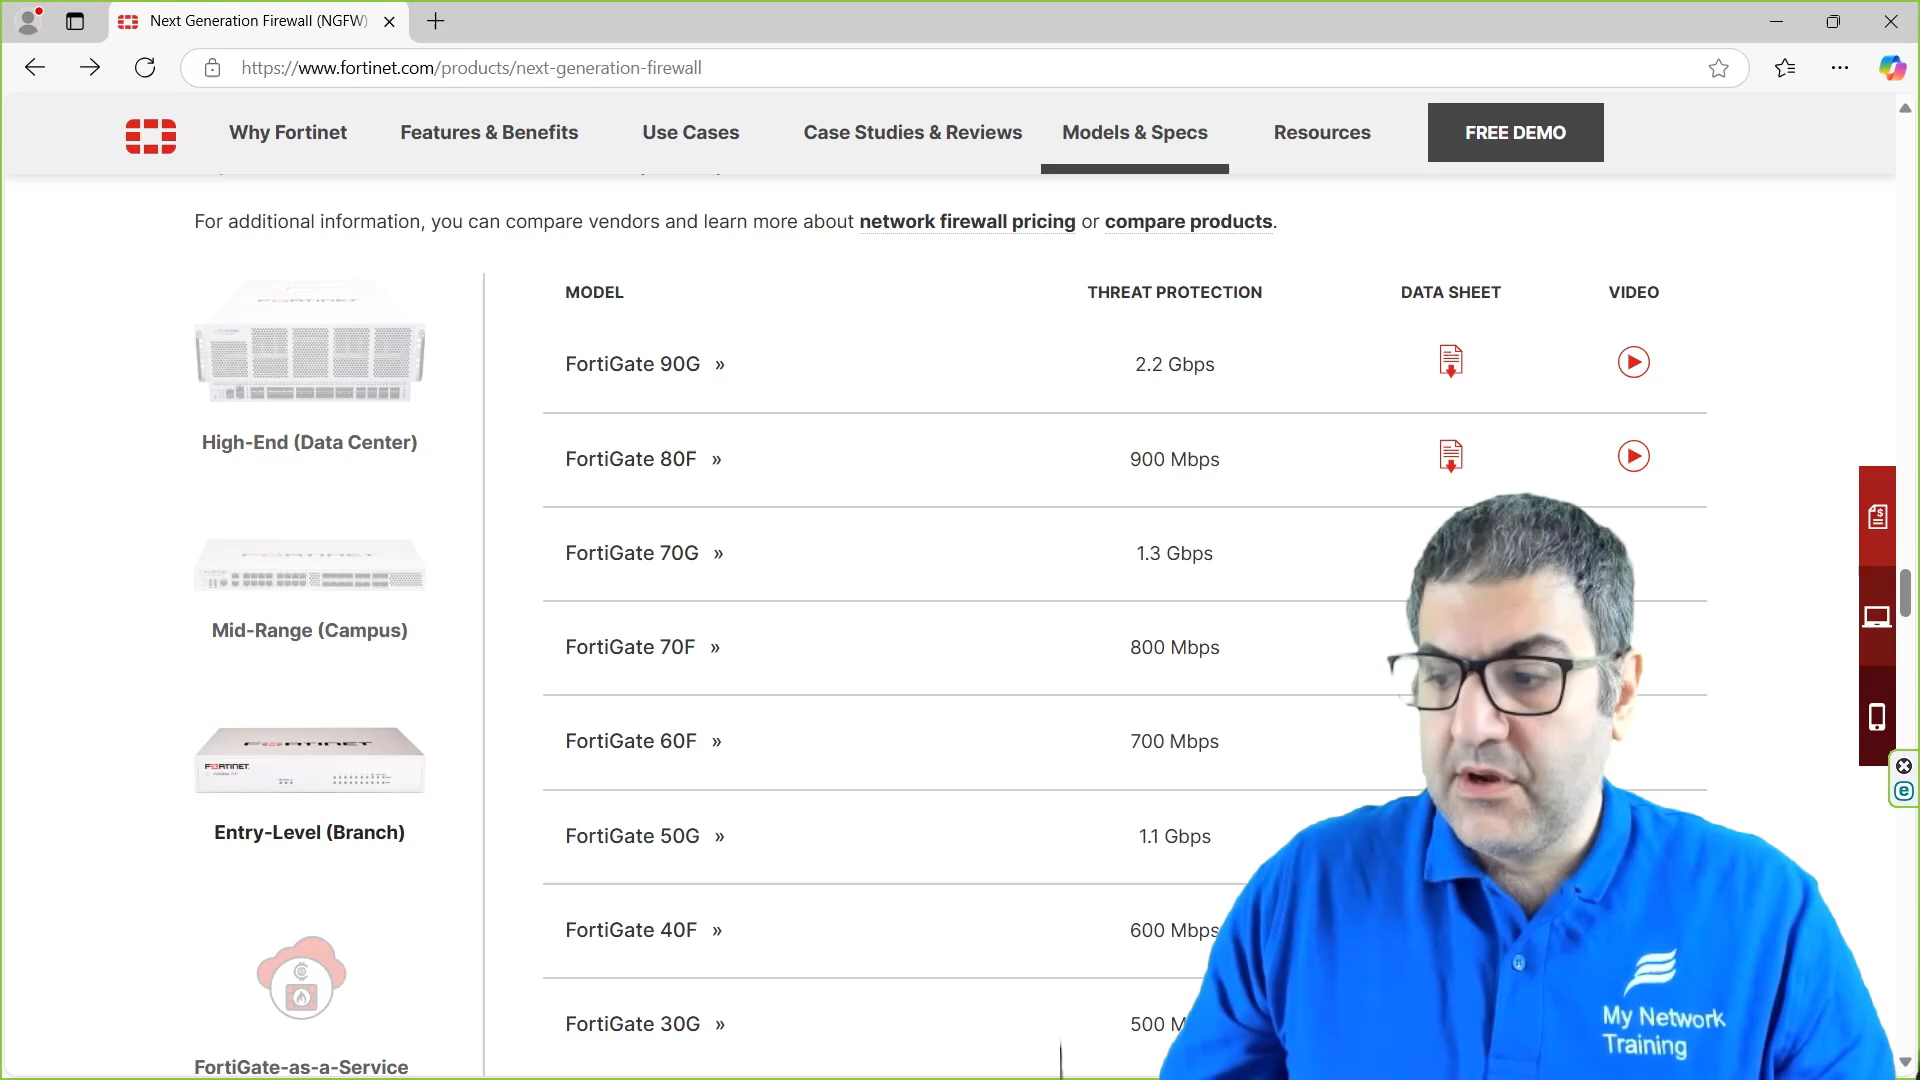 Next Generation Firewall (NGFW)
https://www.fortinet.com/products/next-generation-firewall
Why Fortinet
Features & Benefits
Use Cases
Case Studies & Reviews
Models & Specs
Resources
FREE DEMO
For additional information, you can compare vendors and learn more about network firewall pricing or compare products.
High-End (Data Center)
Mid-Range (Campus)
FORTINET
FORTINET
Entry-Level (Branch)
FortiGate-as-a-Service
MODEL THREAT PROTECTION DATA SHEET VIDEO
FortiGate 90G » 2.2 Gbps
FortiGate 80F » 900 Mbps
FortiGate 70G » 1.3 Gbps
FortiGate 70F » 800 Mbps
FortiGate 60F » 700 Mbps
FortiGate 50G » 1.1 Gbps
FortiGate 40F » 600 Mbps
FortiGate 30G » 500 M
My Network
Training